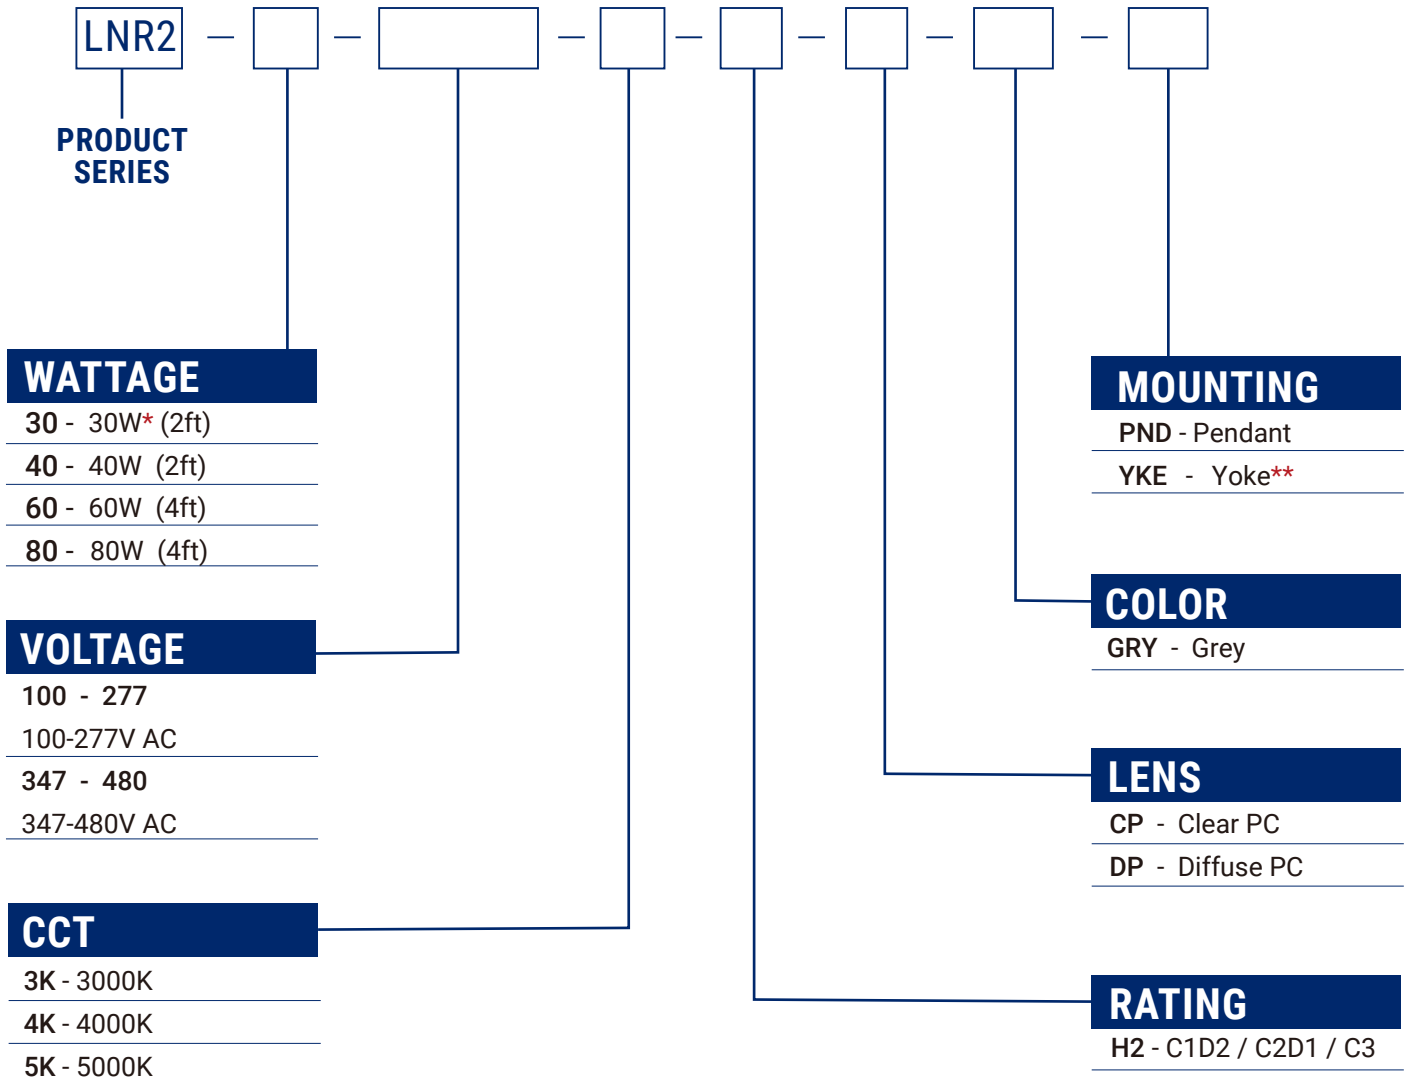 LNR2 — — — — — — —
PRODUCT
SERIES
WATTAGE
30 - 30W* (2ft)
40 - 40W (2ft)
60 - 60W (4ft)
80 - 80W (4ft)
VOLTAGE
100 - 277
100-277V AC
347 - 480
347-480V AC
CCT
3K - 3000K
4K - 4000K
5K - 5000K
MOUNTING
PND - Pendant
YKE - Yoke**
COLOR
GRY - Grey
LENS
CP - Clear PC
DP - Diffuse PC
RATING
H2 - C1D2 / C2D1 / C3